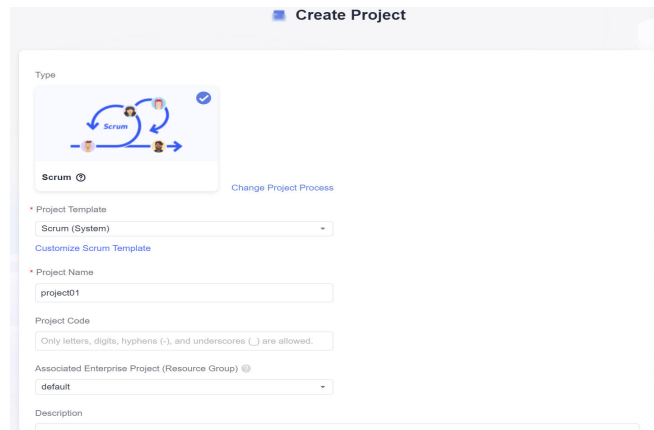 Create Project
Type
Scrum
Scrum
Change Project Process
* Project Template
Scrum (System)
Customize Scrum Template
* Project Name
project01
Project Code
Only letters, digits, hyphens (-), and underscores (_) are allowed.
Associated Enterprise Project (Resource Group)
default
Description